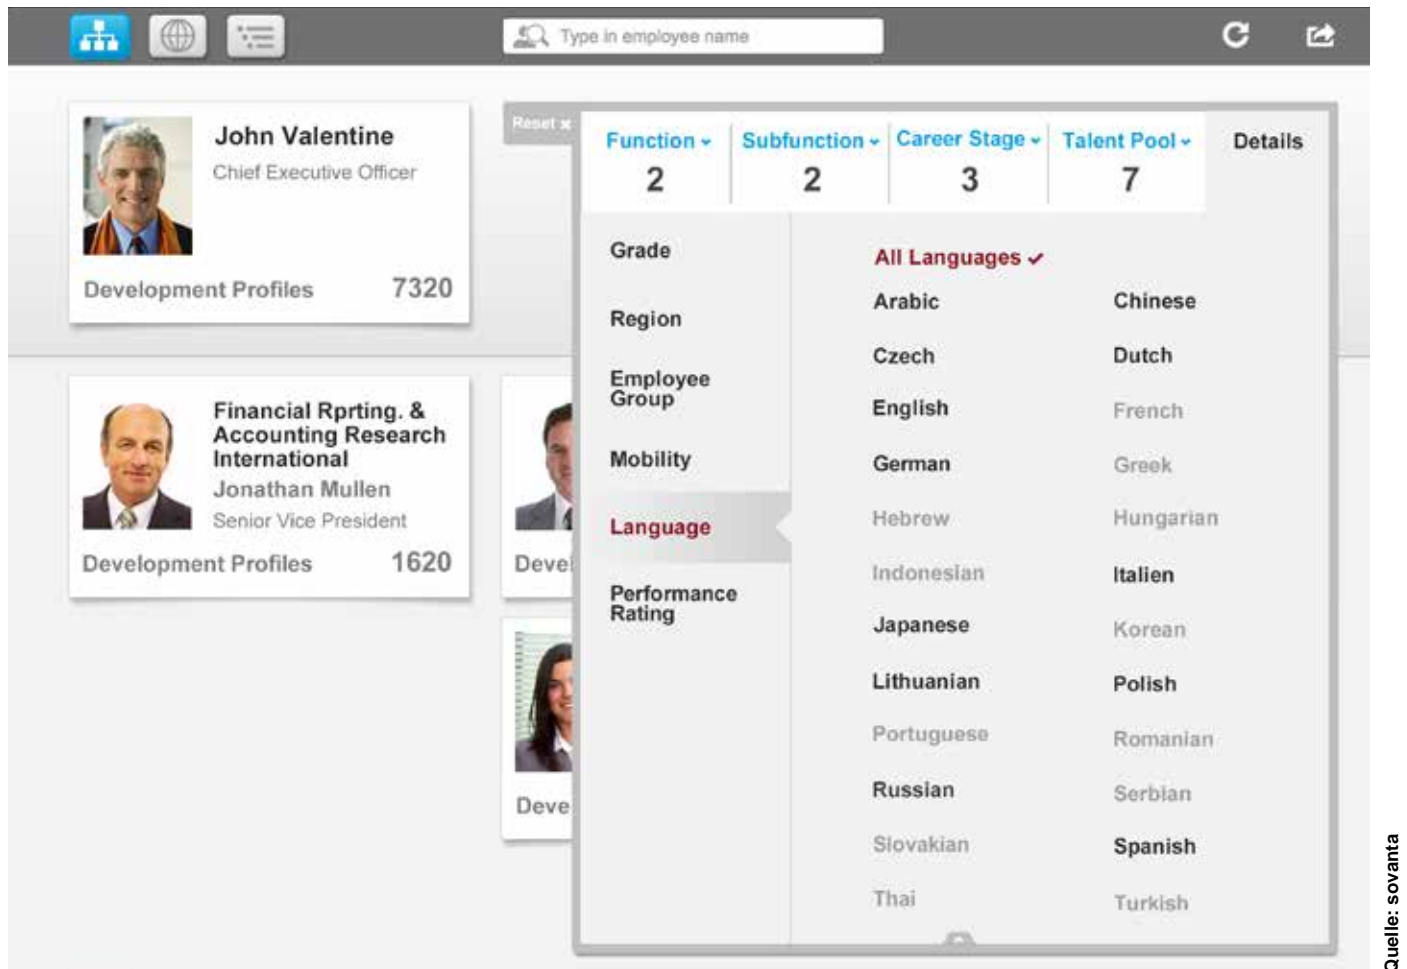 Type in employee name
John Valentine
Chief Executive Officer
Development Profiles 7320
Reset x
Function
2
Subfunction
2
Career Stage
3
Talent Pool
7
Details
Grade
Region
Employee
Group
Mobility
Language
Performance
Rating
All Languages
Arabic Chinese
Czech Dutch
English French
German Greek
Hebrew Hungarian
Indonesian Italien
Japanese Korean
Lithuanian Polish
Portuguese Romanian
Russian Serbian
Slovakian Spanish
Thai Turkish
Financial Rprting. &
Accounting Research
International
Jonathan Mullen
Senior Vice President
Development Profiles 1620
Deve
Deve
Quelle: sovanta